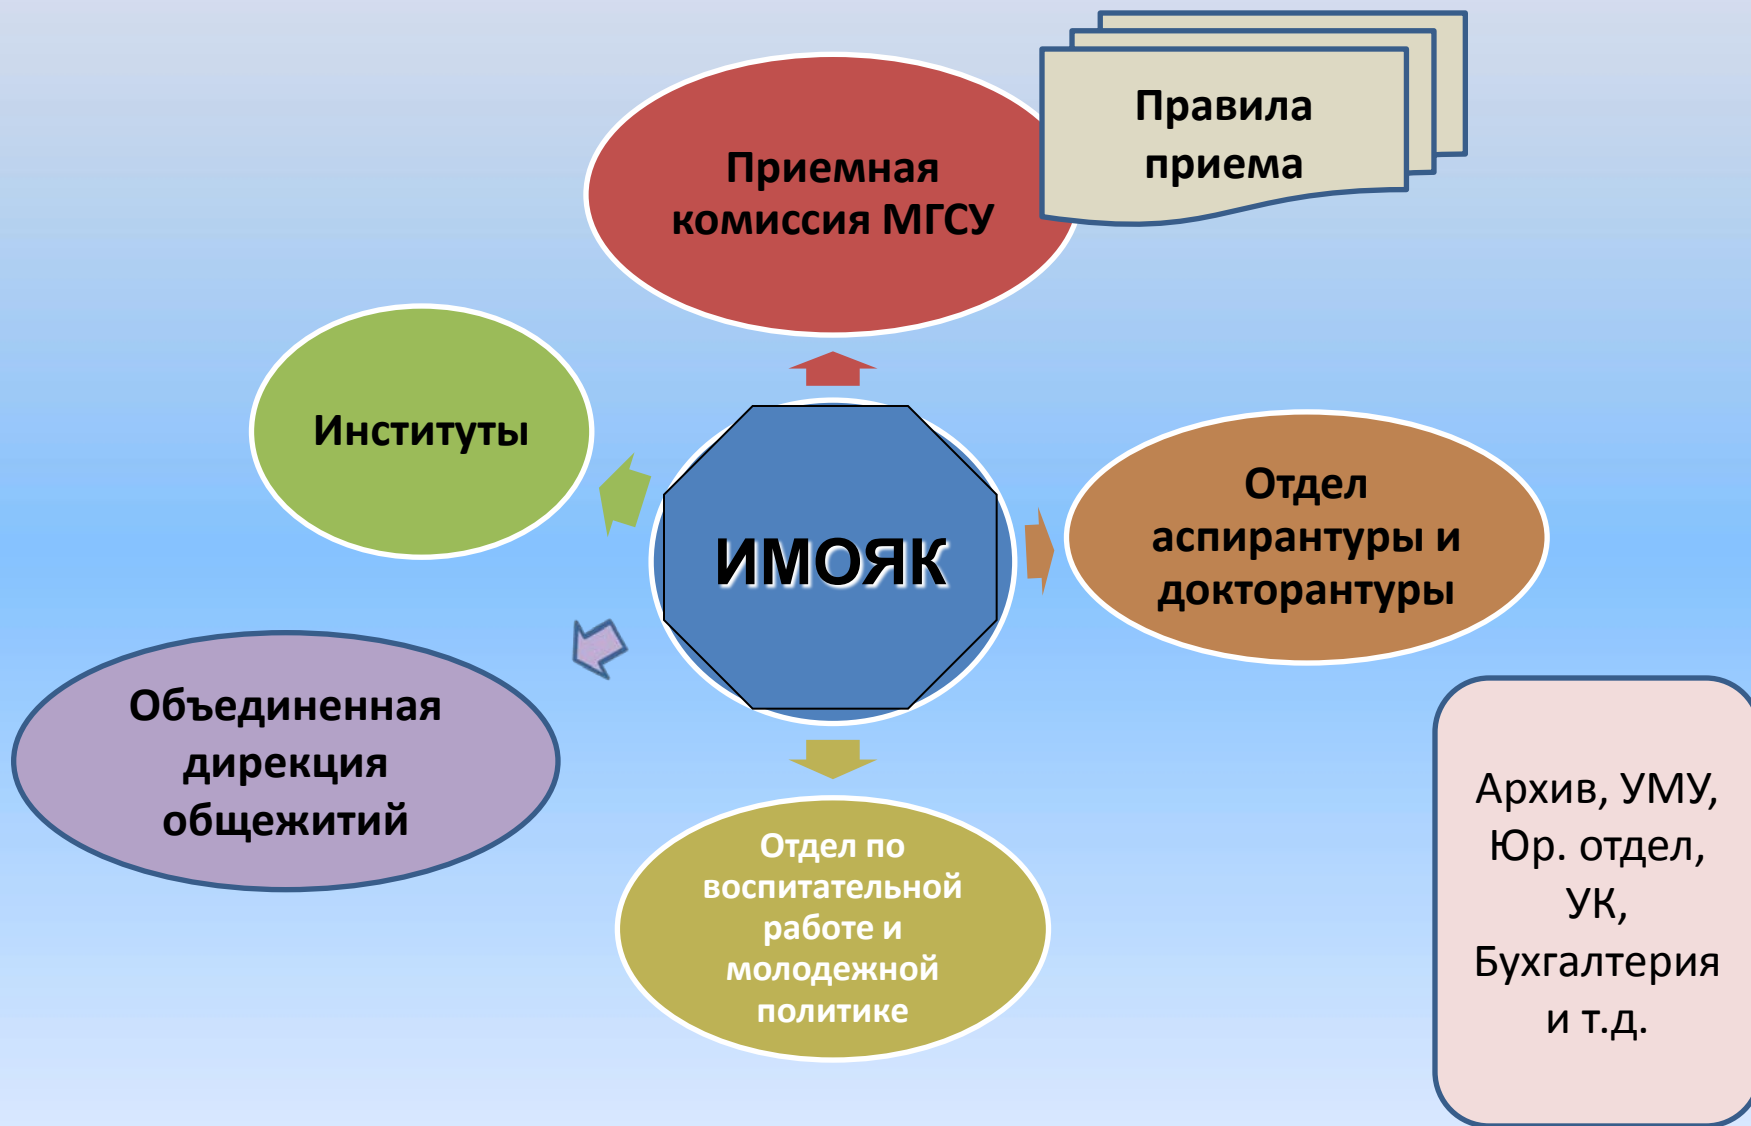 Правила
приема
Приемная
комиссия МГСУ
Институты
Отдел
аспирантуры и
докторантуры
ИМОЯК
Объединенная
дирекция
общежитий
Отдел по
воспитательной
работе и
молодежной
политике
Архив, УМУ,
Юр. отдел,
УК,
Бухгалтерия
и т.д.